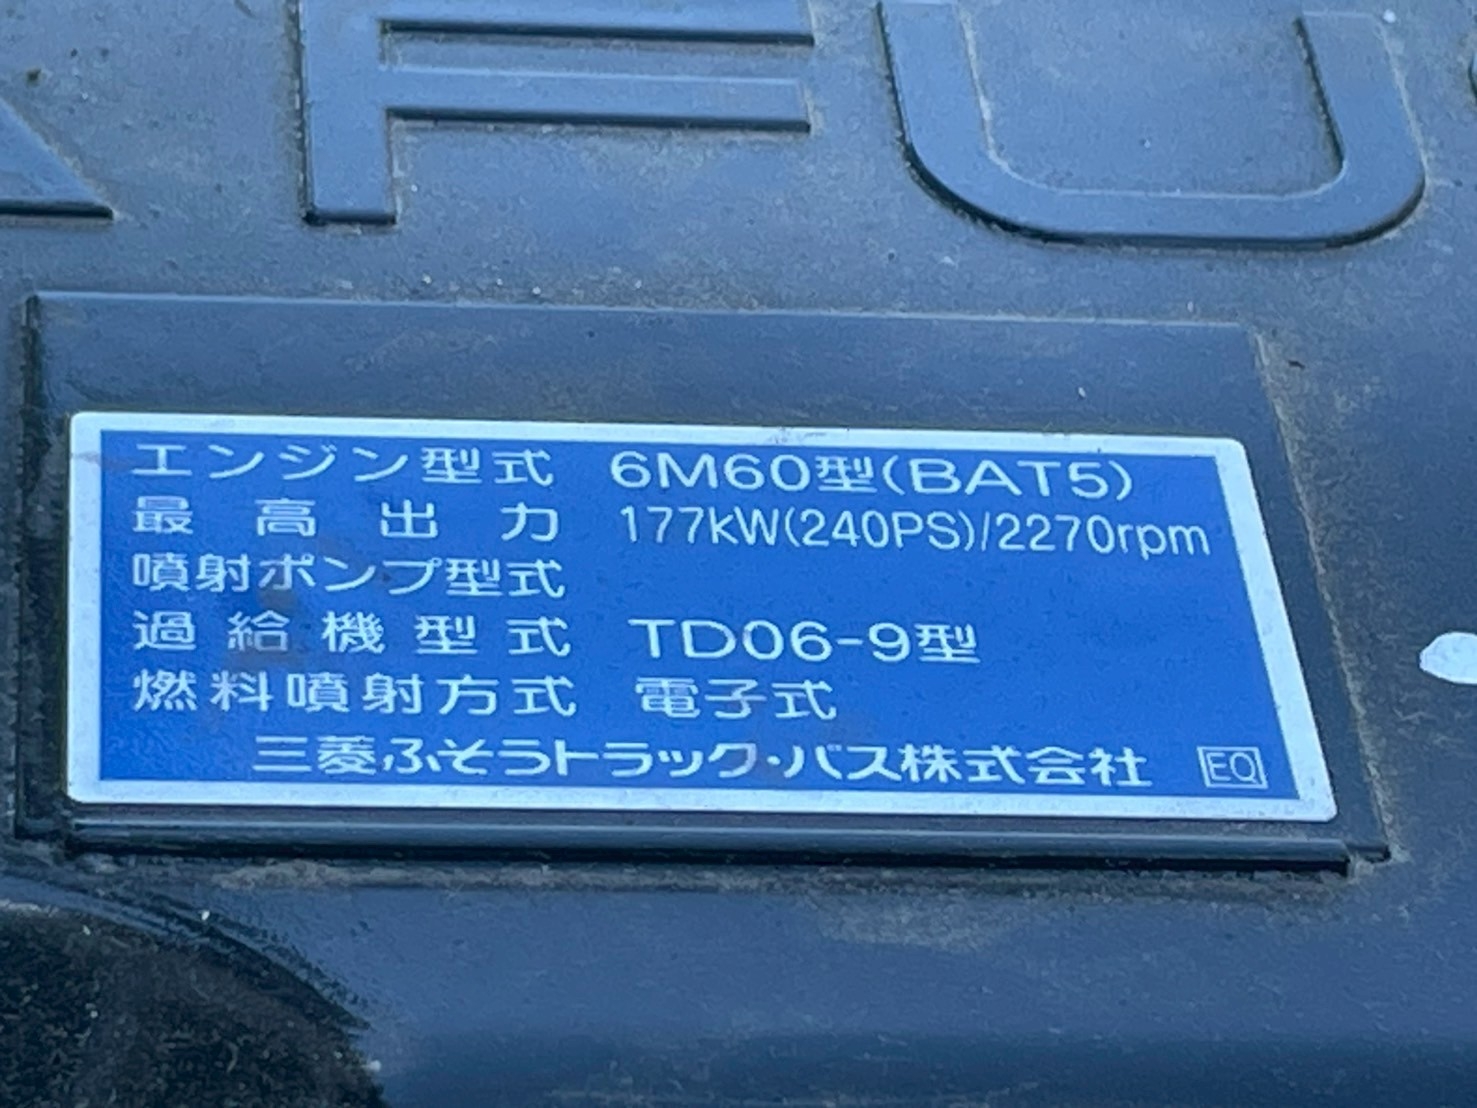 FU
エンジン型式 6M60型(BAT5)
最高出力 177kW(240PS)/2270rpm
噴射ポンプ型式
過給機型式 TD06-9型
燃料噴射方式 電子式
三菱ふそうトラック・バス株式会社 EQ